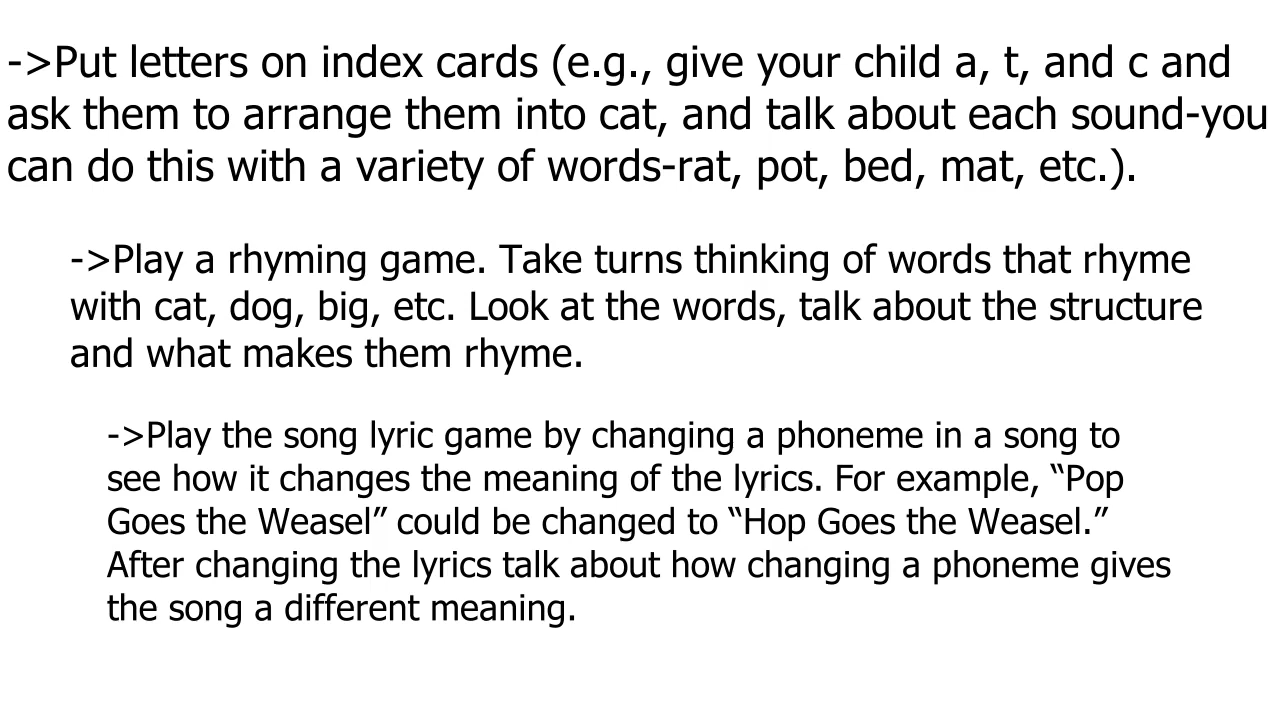 ->Put letters on index cards (e.g., give your child a, t, and c and
ask them to arrange them into cat, and talk about each sound-you
can do this with a variety of words-rat, pot, bed, mat, etc.).
->Play a rhyming game. Take turns thinking of words that rhyme
with cat, dog, big, etc. Look at the words, talk about the structure
and what makes them rhyme.
->Play the song lyric game by changing a phoneme in a song to
see how it changes the meaning of the lyrics. For example, “Pop
Goes the Weasel” could be changed to “Hop Goes the Weasel.”
After changing the lyrics talk about how changing a phoneme gives
the song a different meaning.